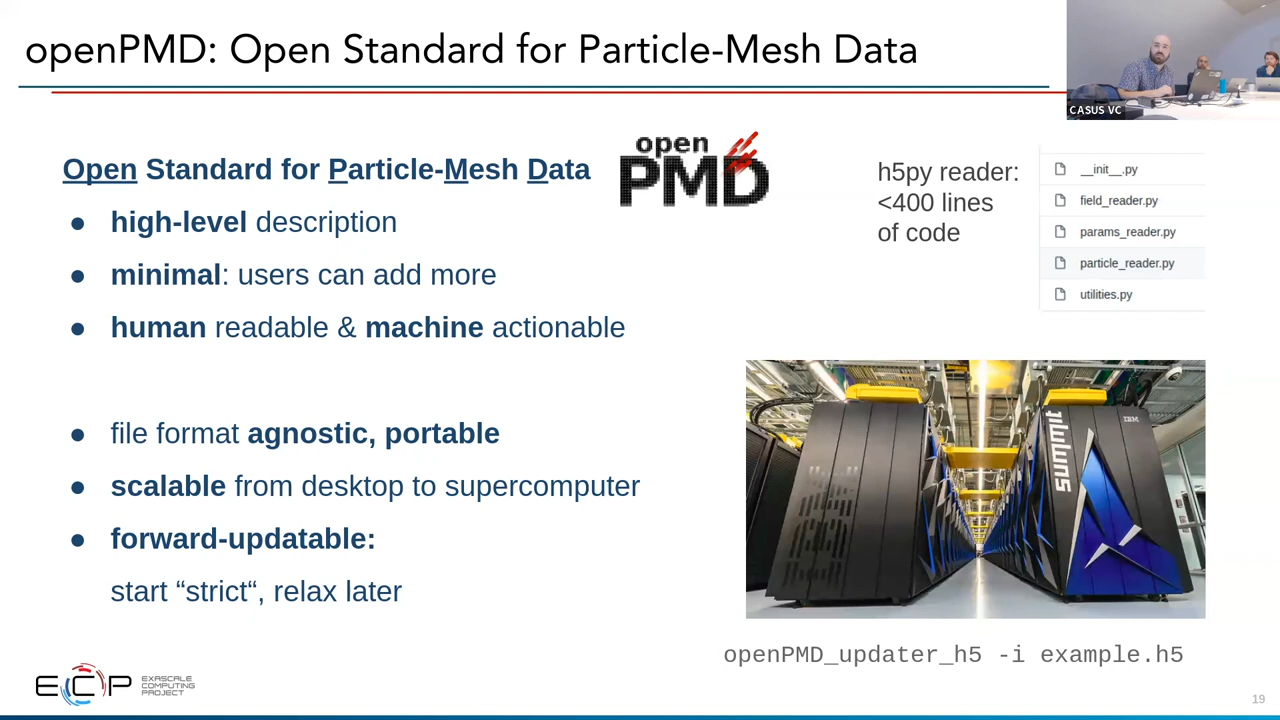 openPMD: Open Standard for Particle-Mesh Data
CASUS VC
Open Standard for Particle-Mesh Data
● high-level description
● minimal: users can add more
● human readable & machine actionable
● file format agnostic, portable
● scalable from desktop to supercomputer
● forward-updatable:
start “strict“, relax later
open
PMD
h5py reader:
<400 lines
of code
__init__.py
field_reader.py
params_reader.py
particle_reader.py
utilities.py
IBM
summit
IBM
openPMD_updater_h5 -i example.h5
ECP
EXASCALE
COMPUTING
PROJECT
19